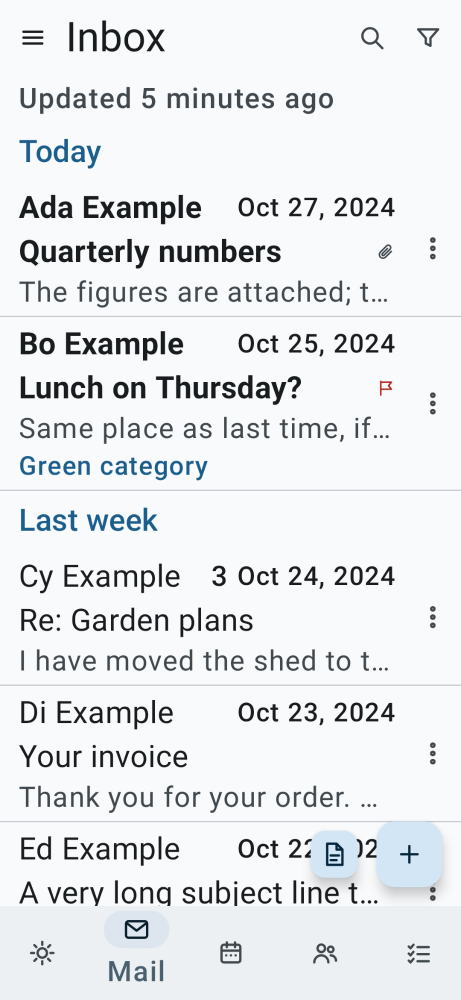 Inbox
Updated 5 minutes ago
Today
Ada Example Oct 27, 2024
Quarterly numbers
The figures are attached; t…
Bo Example Oct 25, 2024
Lunch on Thursday?
Same place as last time, if…
Green category
Last week
Cy Example 3 Oct 24, 2024
Re: Garden plans
I have moved the shed to t…
Di Example Oct 23, 2024
Your invoice
Thank you for your order. …
Ed Example Oct
A very long subject line t…
Mail